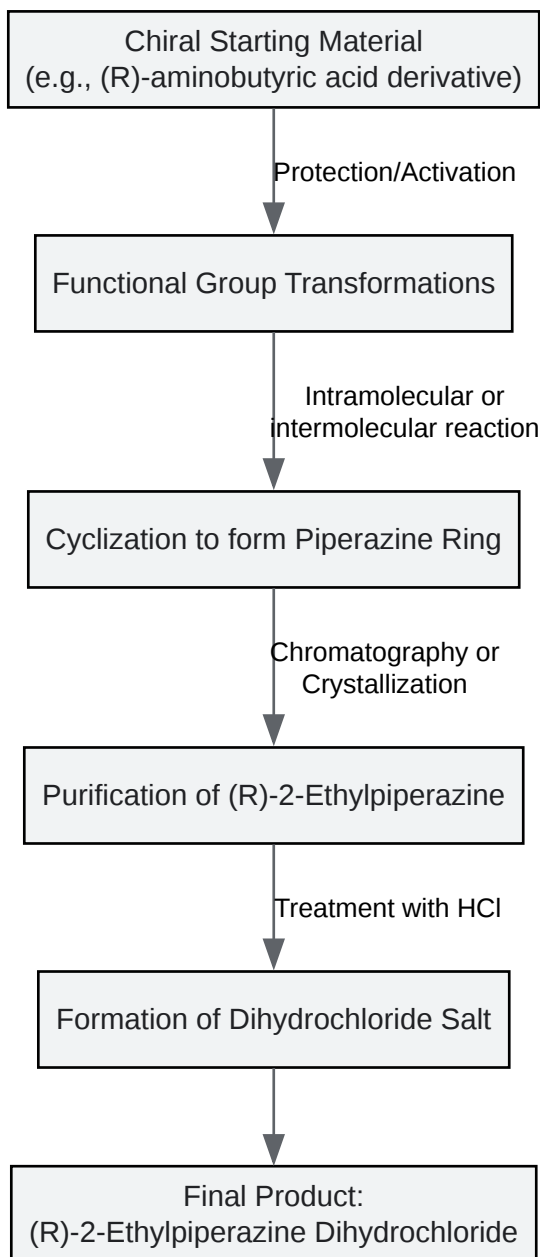 Chiral Starting Material
(e.g., (R)-aminobutyric acid derivative)
Protection/Activation
Functional Group Transformations
Intramolecular or
intermolecular reaction
Cyclization to form Piperazine Ring
Chromatography or
Crystallization
Purification of (R)-2-Ethylpiperazine
Treatment with HCl
Formation of Dihydrochloride Salt
Final Product:
(R)-2-Ethylpiperazine Dihydrochloride